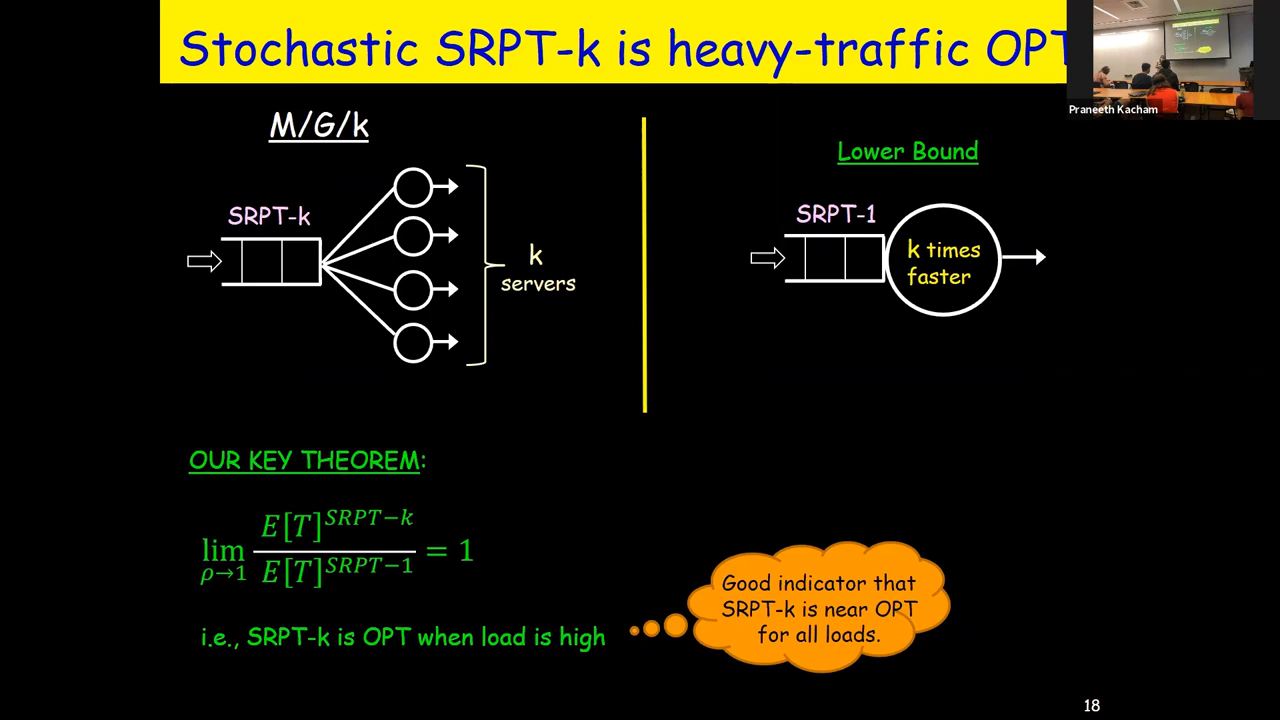 Stochastic SRPT-k is heavy-traffic OPT
Praneeth Kacham
M/G/k
SRPT-k
k
servers
Lower Bound
SRPT-1
k times
faster
OUR KEY THEOREM:
lim ρ→1 E[T]^SRPT−k / E[T]^SRPT−1 = 1
i.e., SRPT-k is OPT when load is high
Good indicator that
SRPT-k is near OPT
for all loads.
18